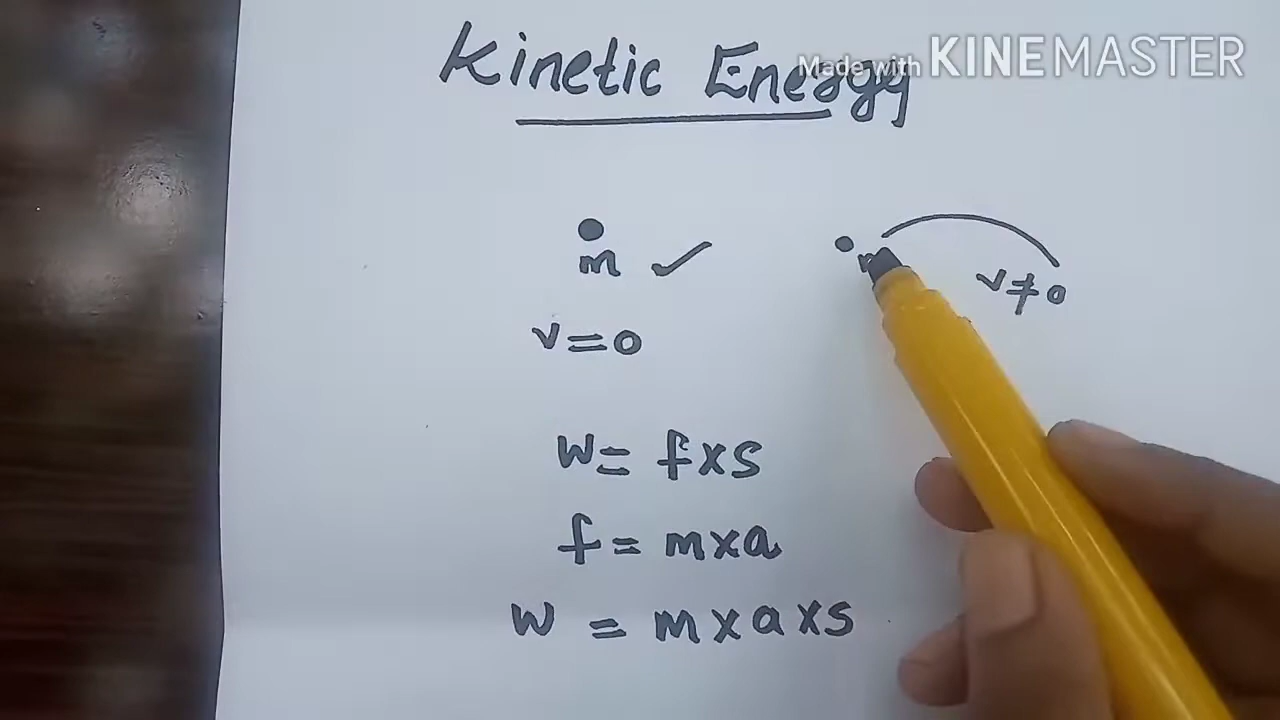 Kinetic Energy
Made with KINEMASTER
m ✓
v≠0
v=0
W= f×s
f= m×a
W = m×a×s